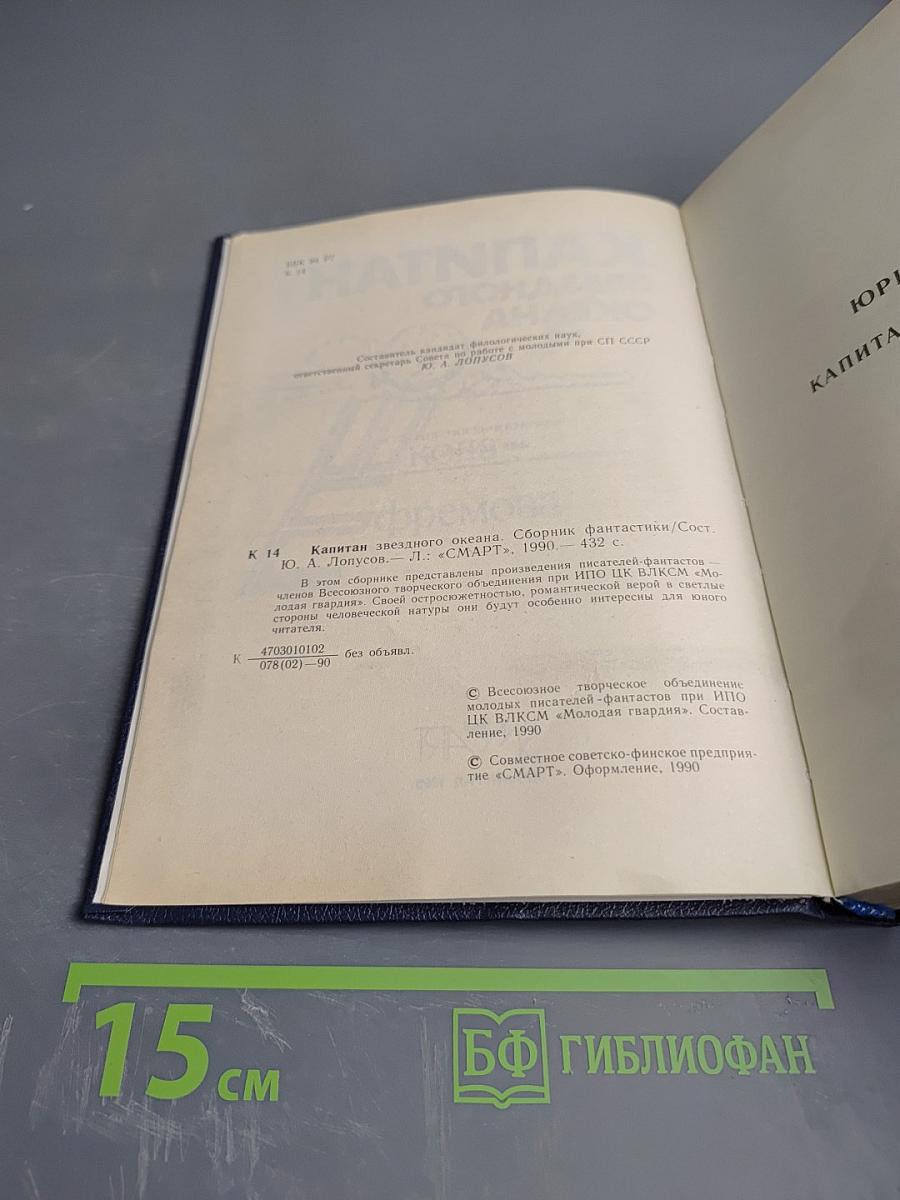 К 14
Составитель кандидат филологических наук,
ответственный секретарь Совета по работе с молодыми при СП СССР
Ю. А. ЛОПУСОВ
К 14 Капитан звездного океана. Сборник фантастики/Сост.
Ю. А. Лопусов.— Л.: «СМАРТ», 1990.— 432 с.
В этом сборнике представлены произведения писателей-фантастов —
членов Всесоюзного творческого объединения при ИПО ЦК ВЛКСМ «Мо-
лодая гвардия». Своей остросюжетностью, романтической верой в светлые
стороны человеческой натуры они будут особенно интересны для юного
читателя.
К 4703010102
078(02)—90 без объявл.
© Всесоюзное творческое объединение
молодых писателей-фантастов при ИПО
ЦК ВЛКСМ «Молодая гвардия». Состав-
ление, 1990
© Совместное советско-финское предприя-
тие «СМАРТ». Оформление, 1990
ЮРИ
КАПИТА
15 см
БФ ГИБЛИОФАН